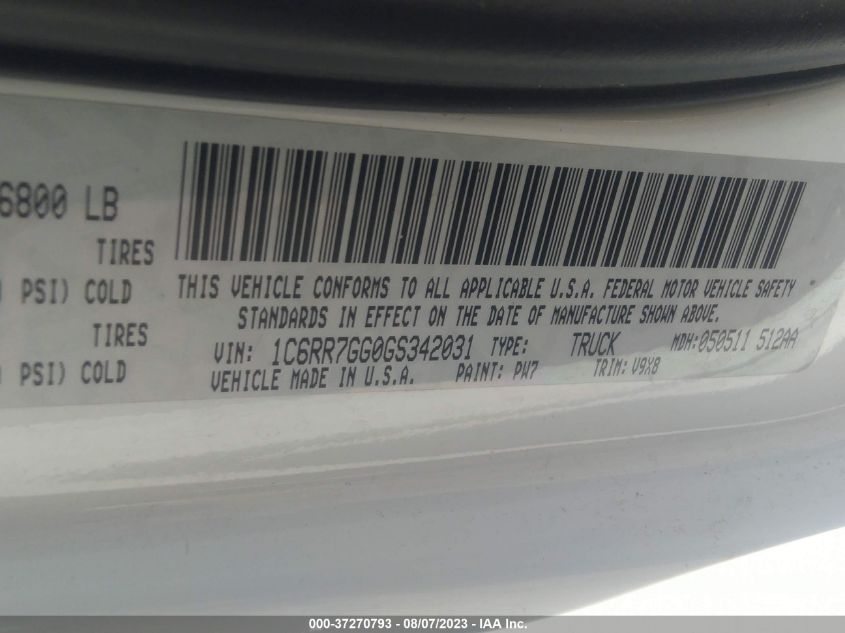 6800 LB
TIRES
PSI) COLD
TIRES
PSI) COLD
THIS VEHICLE CONFORMS TO ALL APPLICABLE U.S.A. FEDERAL MOTOR VEHICLE SAFETY
STANDARDS IN EFFECT ON THE DATE OF MANUFACTURE SHOWN ABOVE.
VIN: 1C6RR7GG0GS342031 TYPE: TRUCK MDH:050511 512AA
VEHICLE MADE IN U.S.A. PAINT: PW7 TRIM: V9X8
000-37270793 - 08/07/2023 - IAA Inc.